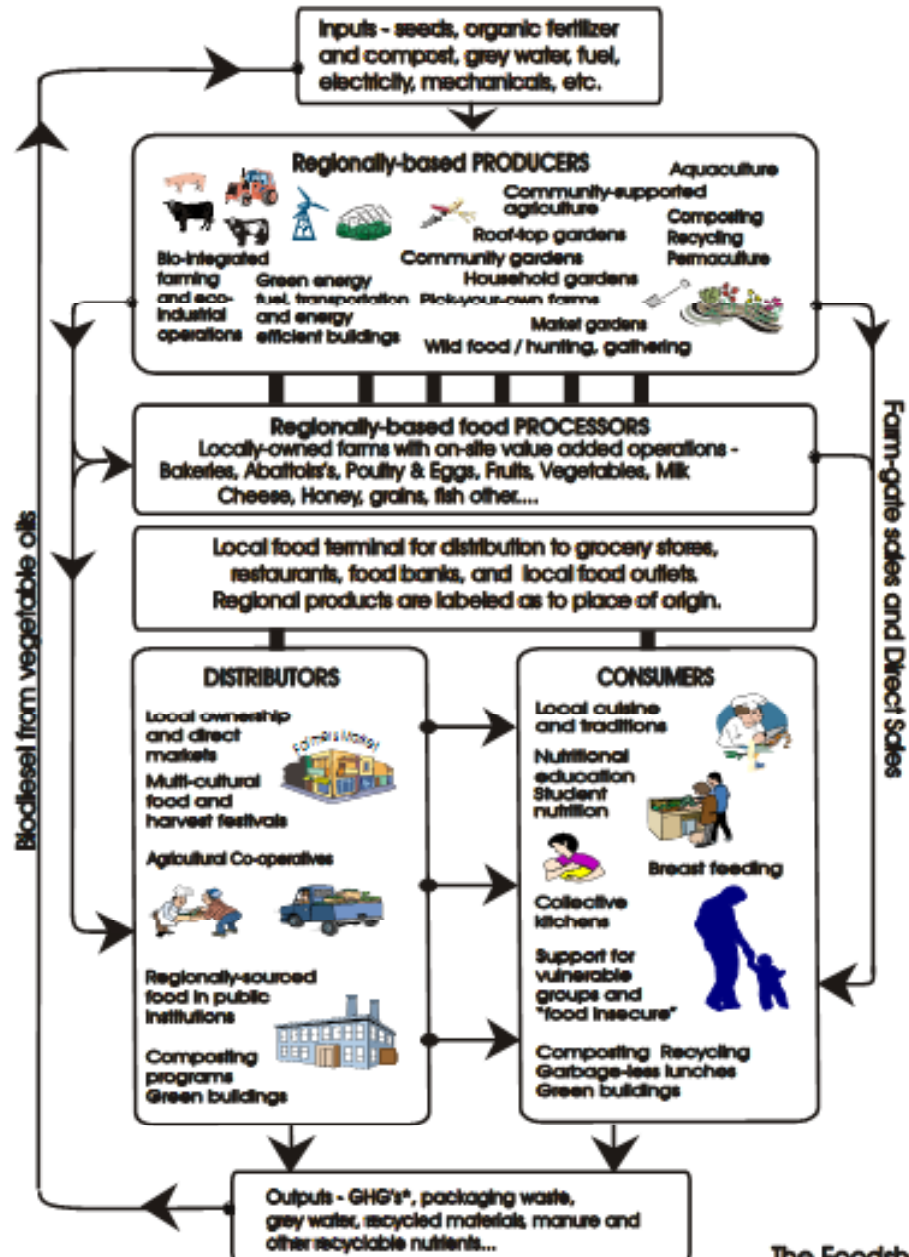 Inputs - seeds, organic fertilizer
and compost, grey water, fuel,
electricity, mechanicals, etc.
Regionally-based PRODUCERS
Aquaculture
Community-supported
agriculture
Composting
Recycling
Permaculture
Roof-top gardens
Community gardens
Household gardens
Bio-integrated
farming
and eco-
industrial
operations
Green energy
fuel, transportation
and energy
efficient buildings
Pick-your-own farms
Market gardens
Wild food / hunting, gathering
Regionally-based food PROCESSORS
Locally-owned farms with on-site value added operations -
Bakeries, Abattoirs's, Poultry & Eggs, Fruits, Vegetables, Milk
Cheese, Honey, grains, fish other....
Local food terminal for distribution to grocery stores,
restaurants, food banks, and local food outlets.
Regional products are labeled as to place of origin.
Biodiesel from vegetable oils
Farm-gate sales and Direct Sales
DISTRIBUTORS
Local ownership
and direct
markets
Farmers Market
Multi-cultural
food and
harvest festivals
Agricultural Co-operatives
Regionally-sourced
food in public
institutions
Composting
programs
Green buildings
CONSUMERS
Local cuisine
and traditions
Nutritional
education
Student
nutrition
Breast feeding
Collective
kitchens
Support for
vulnerable
groups and
"food insecure"
Composting Recycling
Garbage-less lunches
Green buildings
Outputs - GHG's*, packaging waste,
grey water, recycled materials, manure and
other recyclable nutrients...
The